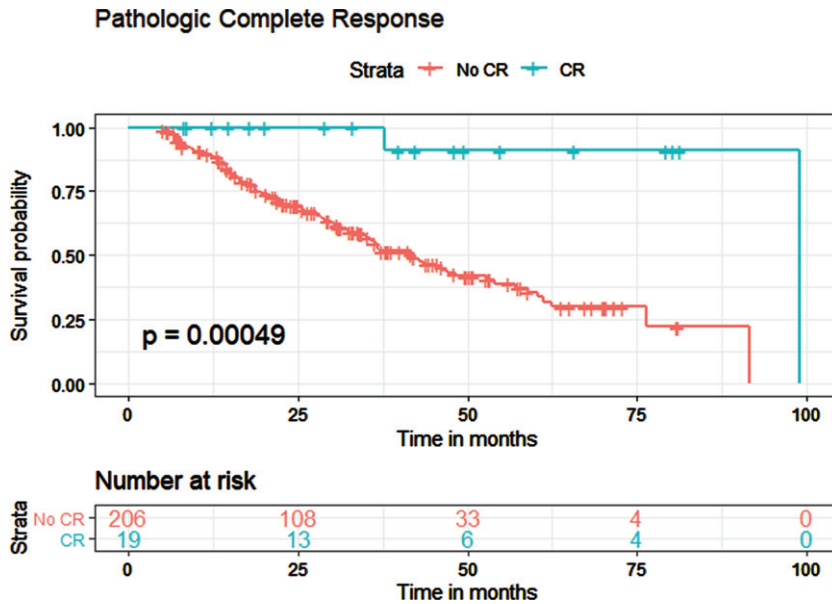 Pathologic Complete Response
Strata No CR CR
Survival probability
1.00
0.75
0.50
0.25
0.00
p = 0.00049
0 25 50 75 100
Time in months
Number at risk
Strata
No CR 206 108 33 4 0
CR 19 13 6 4 0
0 25 50 75 100
Time in months